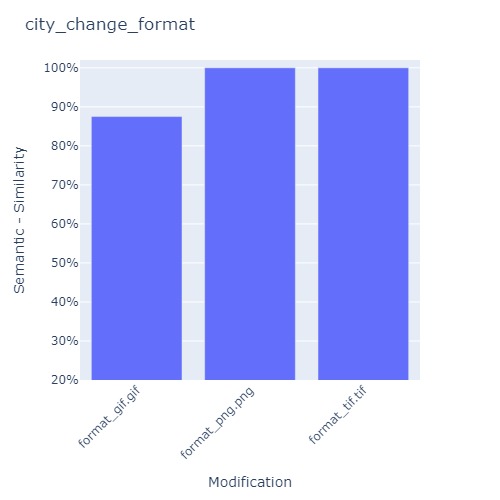 city_change_format
100%
90%
80%
70%
60%
50%
40%
30%
20%
Semantic - Similarity
format_gif.gif
format_png.png
format_tif.tif
Modification